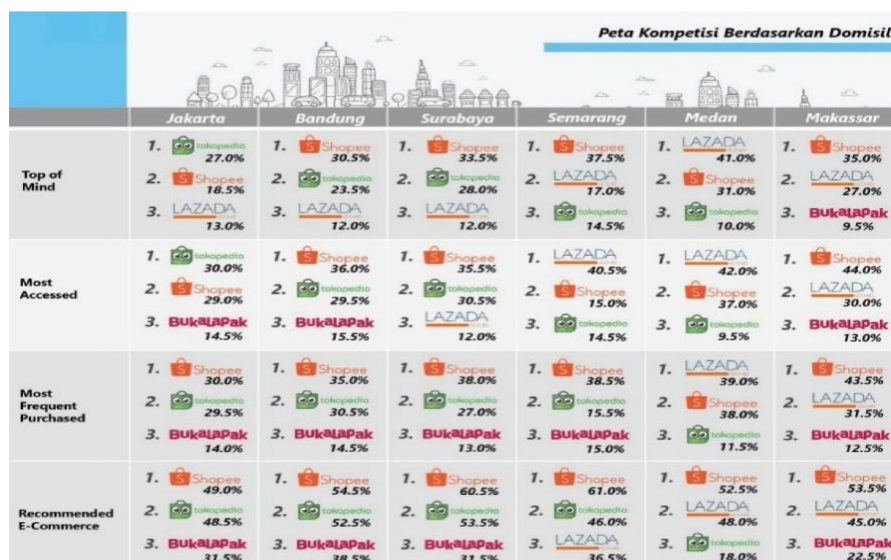 Peta Kompetisi Berdasarkan Domisil
Jakarta Bandung Surabaya Semarang Medan Makassar
Top of Mind
1. tokopedia 27.0% 1. Shopee 30.5% 1. Shopee 33.5% 1. Shopee 37.5% 1. LAZADA 41.0% 1. Shopee 35.0%
2. Shopee 18.5% 2. tokopedia 23.5% 2. tokopedia 28.0% 2. LAZADA 17.0% 2. Shopee 31.0% 2. LAZADA 27.0%
3. LAZADA 13.0% 3. LAZADA 12.0% 3. LAZADA 12.0% 3. tokopedia 14.5% 3. tokopedia 10.0% 3. BukaLaPak 9.5%
Most Accessed
1. tokopedia 30.0% 1. Shopee 36.0% 1. Shopee 35.5% 1. LAZADA 40.5% 1. LAZADA 42.0% 1. Shopee 44.0%
2. Shopee 29.0% 2. tokopedia 29.5% 2. tokopedia 30.5% 2. Shopee 15.0% 2. Shopee 37.0% 2. LAZADA 30.0%
3. BukaLaPak 14.5% 3. BukaLaPak 15.5% 3. LAZADA 12.0% 3. tokopedia 14.5% 3. tokopedia 9.5% 3. BukaLaPak 13.0%
Most Frequent Purchased
1. Shopee 30.0% 1. Shopee 35.0% 1. Shopee 38.0% 1. Shopee 38.5% 1. LAZADA 39.0% 1. Shopee 43.5%
2. tokopedia 29.5% 2. tokopedia 30.5% 2. tokopedia 27.0% 2. tokopedia 15.5% 2. Shopee 38.0% 2. LAZADA 31.5%
3. BukaLaPak 14.0% 3. BukaLaPak 14.5% 3. BukaLaPak 13.0% 3. BukaLaPak 15.0% 3. tokopedia 11.5% 3. BukaLaPak 12.5%
Recommended E-Commerce
1. Shopee 49.0% 1. Shopee 54.5% 1. Shopee 60.5% 1. Shopee 61.0% 1. Shopee 52.5% 1. Shopee 53.5%
2. tokopedia 48.5% 2. tokopedia 52.5% 2. tokopedia 53.5% 2. tokopedia 46.0% 2. LAZADA 48.0% 2. LAZADA 45.0%
3. BukaLaPak 31.5% 3. BukaLaPak 38.5% 3. BukaLaPak 31.5% 3. LAZADA 36.5% 3. tokopedia 18.0% 3. BukaLaPak 22.5%